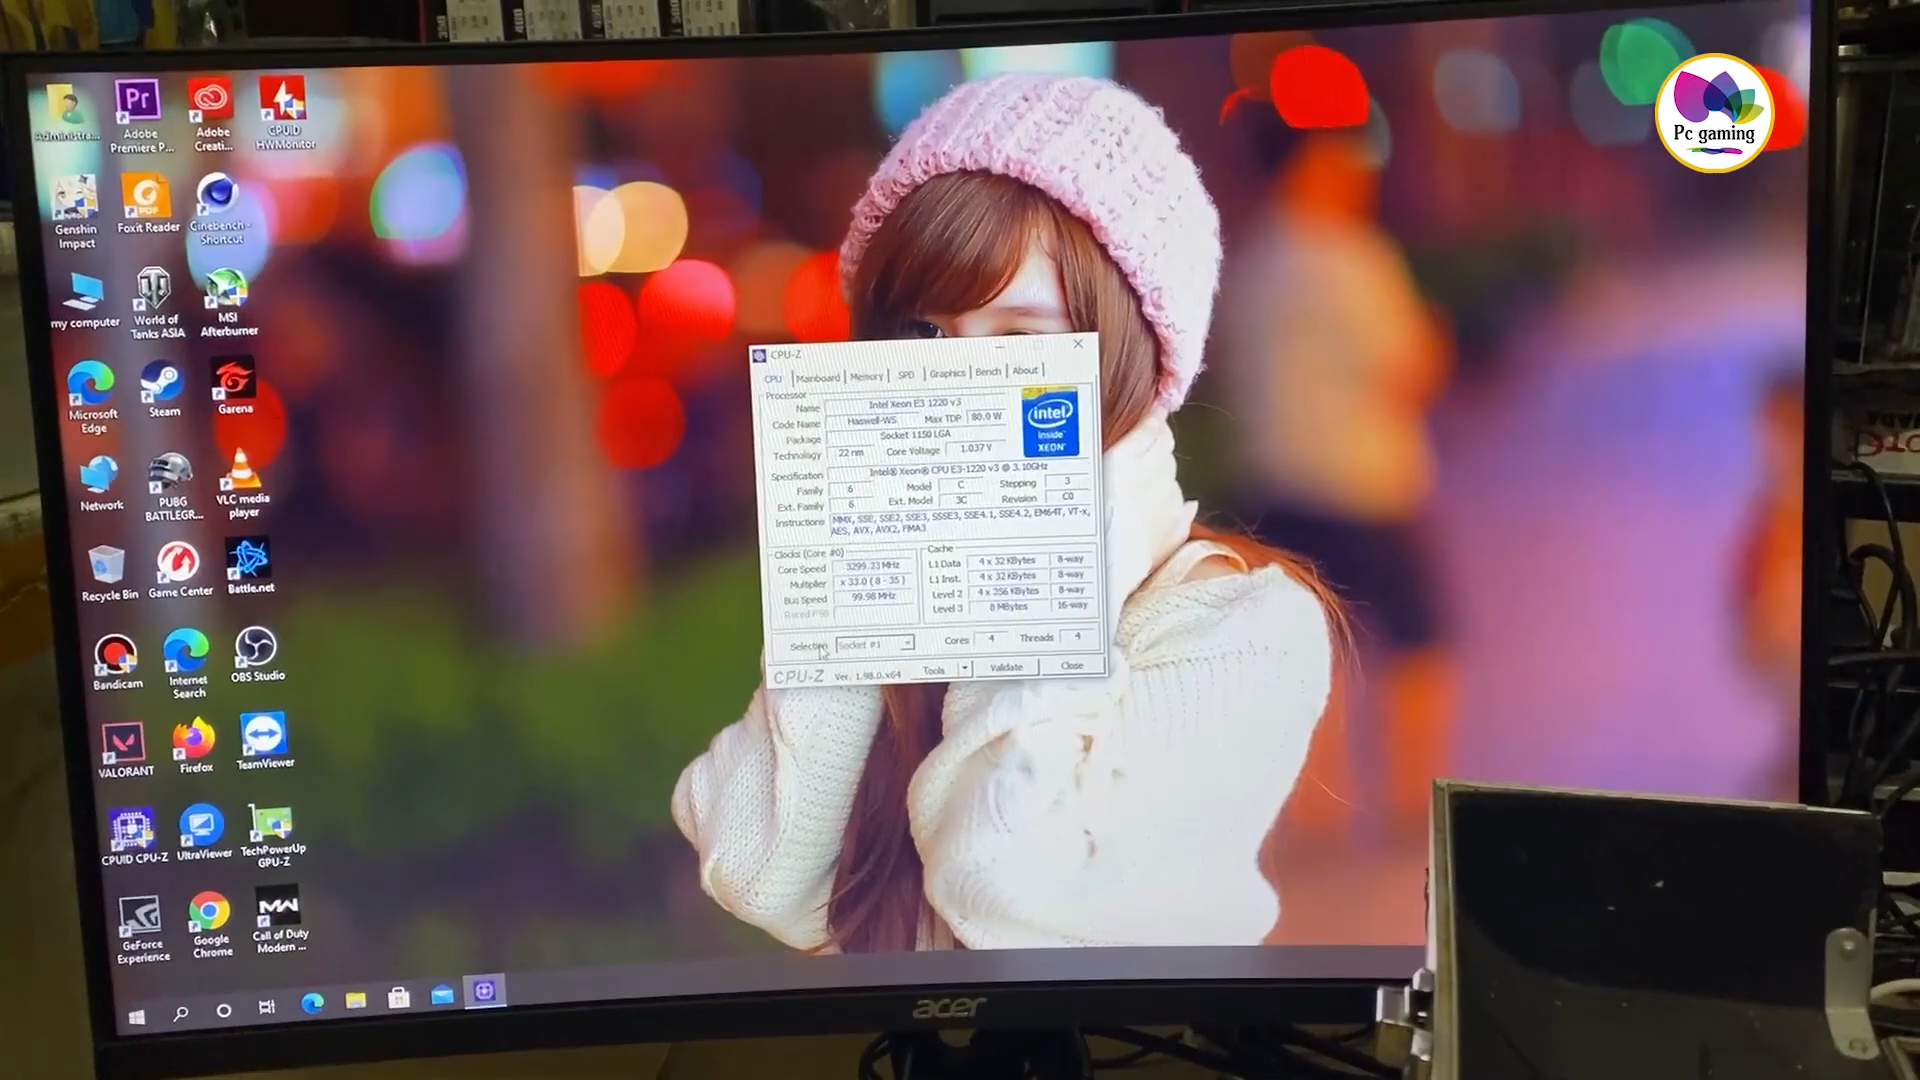 Pc gaming
Administra...
Adobe
Premiere P...
Adobe
Creati...
CPUID
HWMonitor
Genshin
Impact
Foxit Reader
Cinebench -
Shortcut
my computer
World of
Tanks ASIA
MSI
Afterburner
Microsoft
Edge
Steam
Garena
Network
PUBG
BATTLEGR...
VLC media
player
Recycle Bin
Game Center
Battle.net
Bandicam
Internet
Search
OBS Studio
VALORANT
Firefox
TeamViewer
CPUID CPU-Z
UltraViewer
TechPowerUp
GPU-Z
GeForce
Experience
Google
Chrome
Call of Duty
Modern ...
CPU-Z
CPU Mainboard Memory SPD Graphics Bench About
Processor
Name Intel Xeon E3 1220 v3
Code Name Haswell-WS Max TDP 80.0 W
Package Socket 1150 LGA
Technology 22 nm Core Voltage 1.037 V
intel
inside
XEON
Specification Intel® Xeon® CPU E3-1220 v3 @ 3.10GHz
Family 6 Model C Stepping 3
Ext. Family 6 Ext. Model 3C Revision C0
Instructions MMX, SSE, SSE2, SSE3, SSSE3, SSE4.1, SSE4.2, EM64T, VT-x,
AES, AVX, AVX2, FMA3
Clocks (Core #0)
Core Speed 3299.23 MHz
Multiplier x 33.0 ( 8 - 35 )
Bus Speed 99.98 MHz
Rated FSB
Cache
L1 Data 4 x 32 KBytes 8-way
L1 Inst. 4 x 32 KBytes 8-way
Level 2 4 x 256 KBytes 8-way
Level 3 8 MBytes 16-way
Selection Socket #1 Cores 4 Threads 4
CPU-Z Ver. 1.98.0.x64 Tools Validate Close
acer